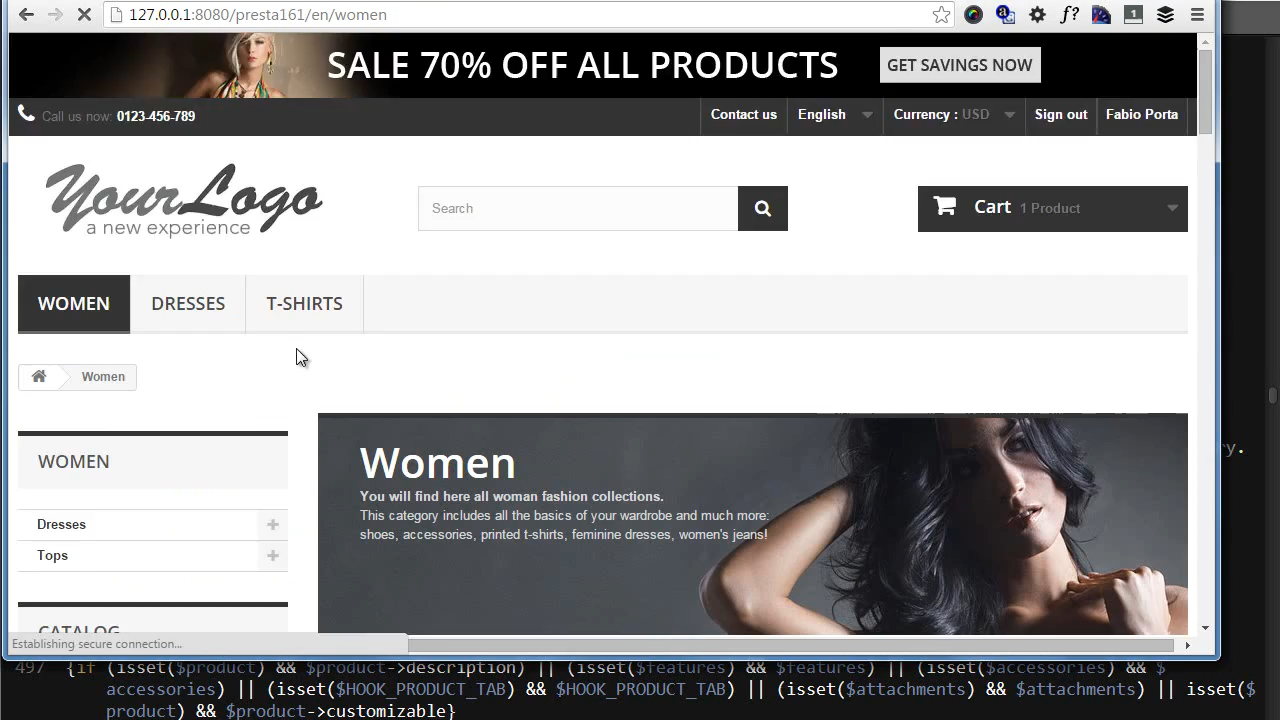 127.0.0.1:8080/presta161/en/women
f?
1
SALE 70% OFF ALL PRODUCTS
GET SAVINGS NOW
Call us now: 0123-456-789
Contact us
English
Currency : USD
Sign out
Fabio Porta
YourLogo
a new experience
Search
Cart 1 Product
WOMEN
DRESSES
T-SHIRTS
Women
WOMEN
Dresses
Tops
CATALOG
Women
You will find here all woman fashion collections.
This category includes all the basics of your wardrobe and much more:
shoes, accessories, printed t-shirts, feminine dresses, women's jeans!
y.
Establishing secure connection...
497 {if (isset($product) && $product->description) || (isset($features) && $features) || (isset($accessories) && $
accessories) || (isset($HOOK_PRODUCT_TAB) && $HOOK_PRODUCT_TAB) || (isset($attachments) && $attachments) || isset($
product) && $product->customizable}